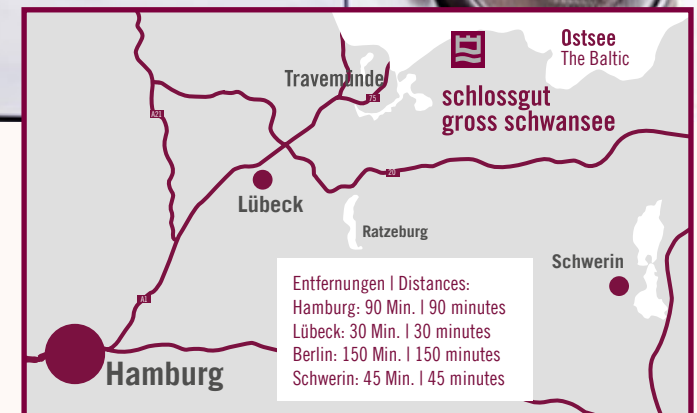 Ostsee
The Baltic
Travemünde
75
schlossgut
gross schwansee
A21
20
Lübeck
Ratzeburg
Schwerin
Entfernungen | Distances:
Hamburg: 90 Min. | 90 minutes
Lübeck: 30 Min. | 30 minutes
Berlin: 150 Min. | 150 minutes
Schwerin: 45 Min. | 45 minutes
A1
Hamburg